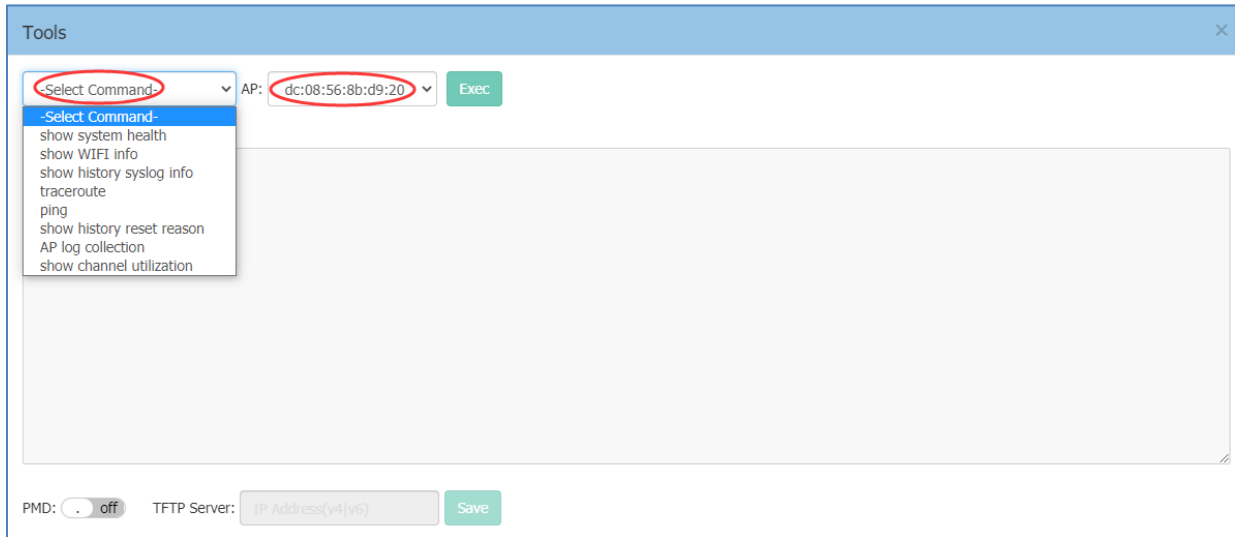 Tools ×
-Select Command- AP: dc:08:56:8b:d9:20 Exec
-Select Command-
show system health
show WIFI info
show history syslog info
traceroute
ping
show history reset reason
AP log collection
show channel utilization
PMD: . off TFTP Server: IP Address(v4|v6) Save